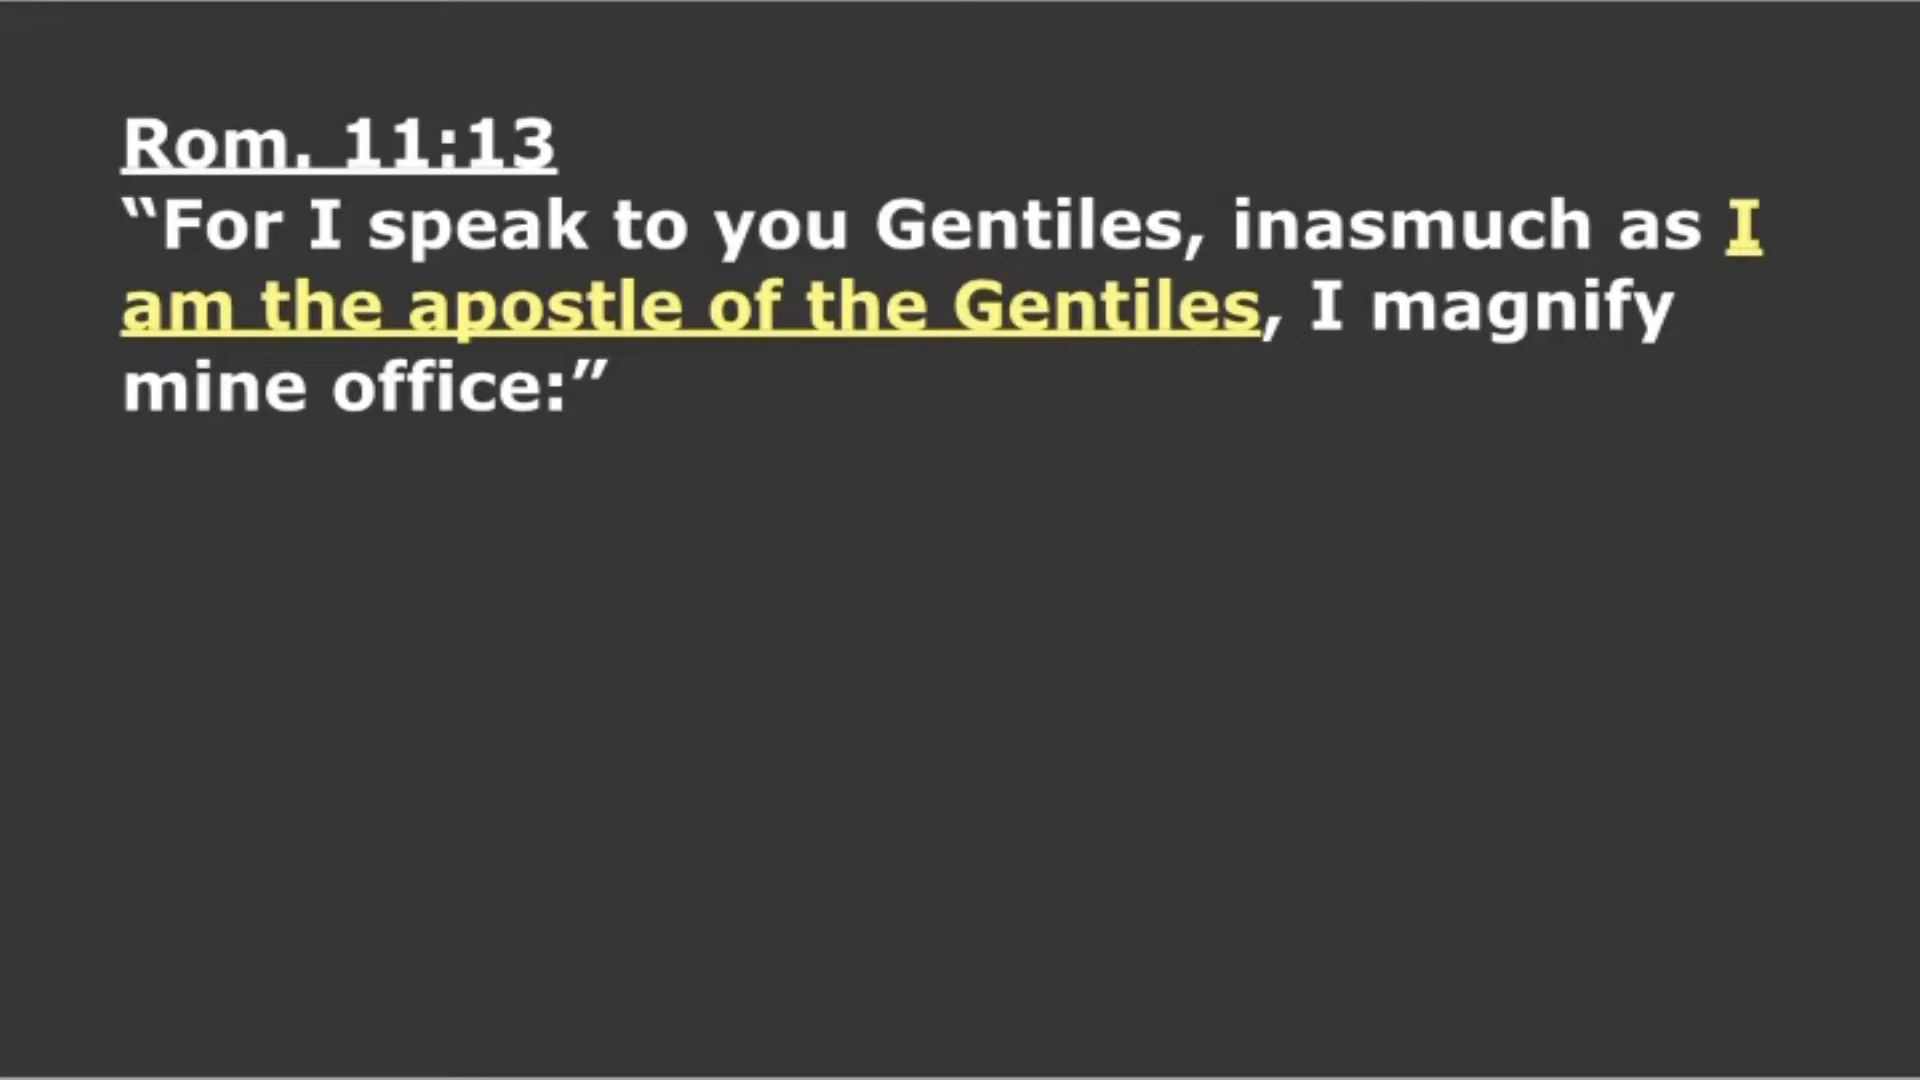 Rom. 11:13
“For I speak to you Gentiles, inasmuch as I
am the apostle of the Gentiles, I magnify
mine office:”